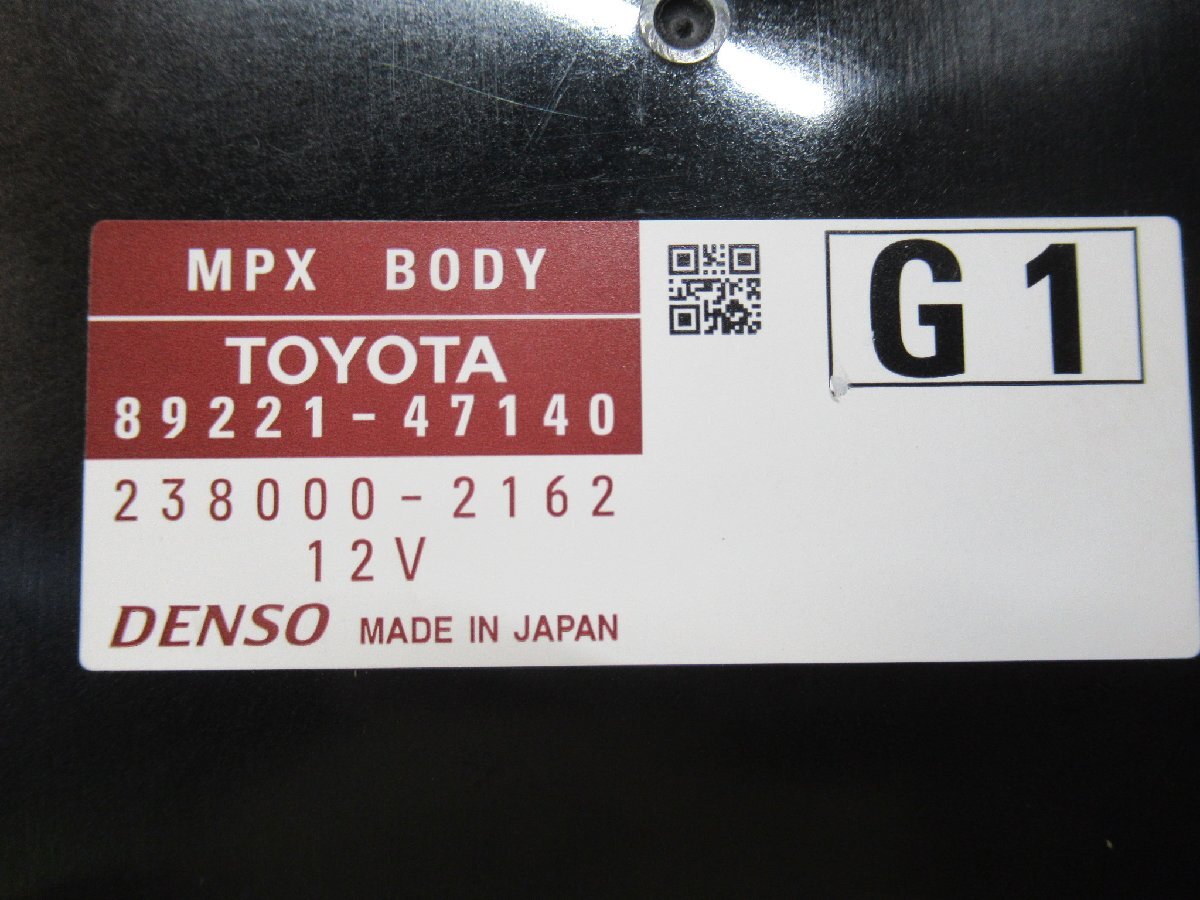 MPX BODY
TOYOTA
89221-47140
238000-2162
12V
DENSO MADE IN JAPAN
G1